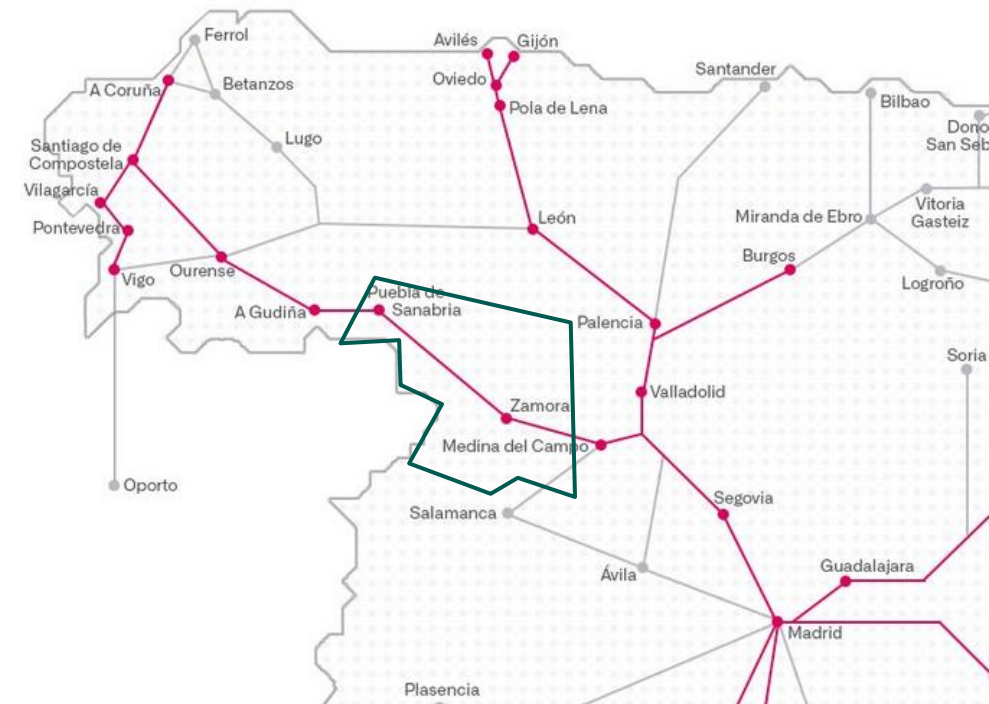 Ferrol
Avilés
Gijón
Oviedo
Santander
A Coruña
Betanzos
Bilbao
Pola de Lena
Dono
San Seb
Lugo
Santiago de
Compostela
Vilagarcía
Vitoria
Gasteiz
Miranda de Ebro
León
Pontevedra
Burgos
Ourense
Vigo
Logroño
Puebla de
Sanabria
A Gudiña
Palencia
Soria
Valladolid
Zamora
Medina del Campo
Oporto
Segovia
Salamanca
Guadalajara
Ávila
Madrid
Plasencia